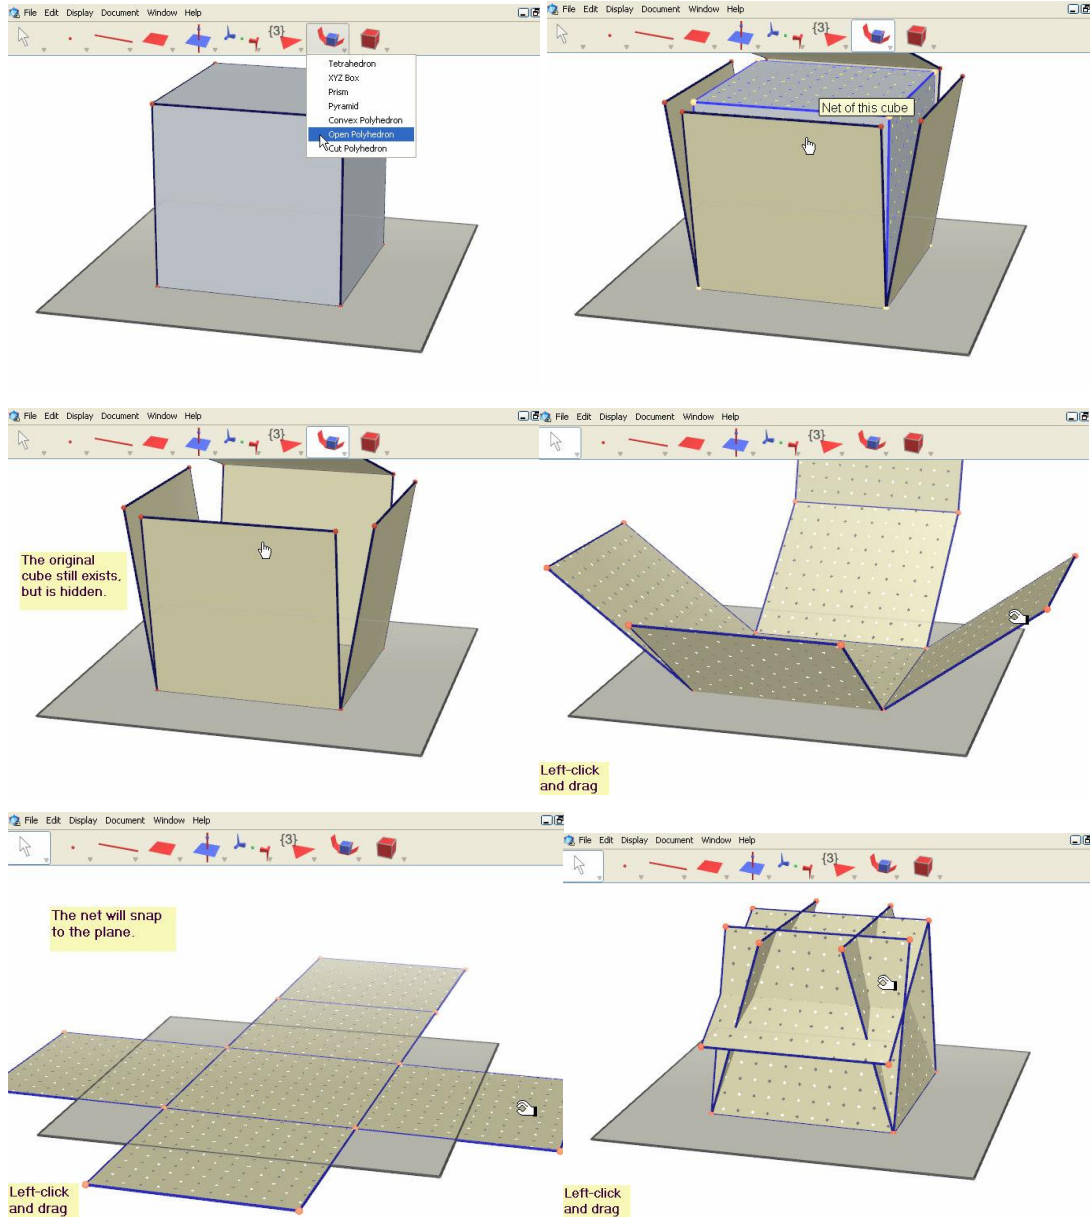 File Edit Display Document Window Help
{3}
Tetrahedron
XYZ Box
Prism
Pyramid
Convex Polyhedron
Open Polyhedron
Cut Polyhedron
File Edit Display Document Window Help
{3}
Net of this cube
File Edit Display Document Window Help
{3}
The original
cube still exists,
but is hidden.
File Edit Display Document Window Help
{3}
Left-click
and drag
File Edit Display Document Window Help
{3}
The net will snap
to the plane.
Left-click
and drag
File Edit Display Document Window Help
{3}
Left-click
and drag